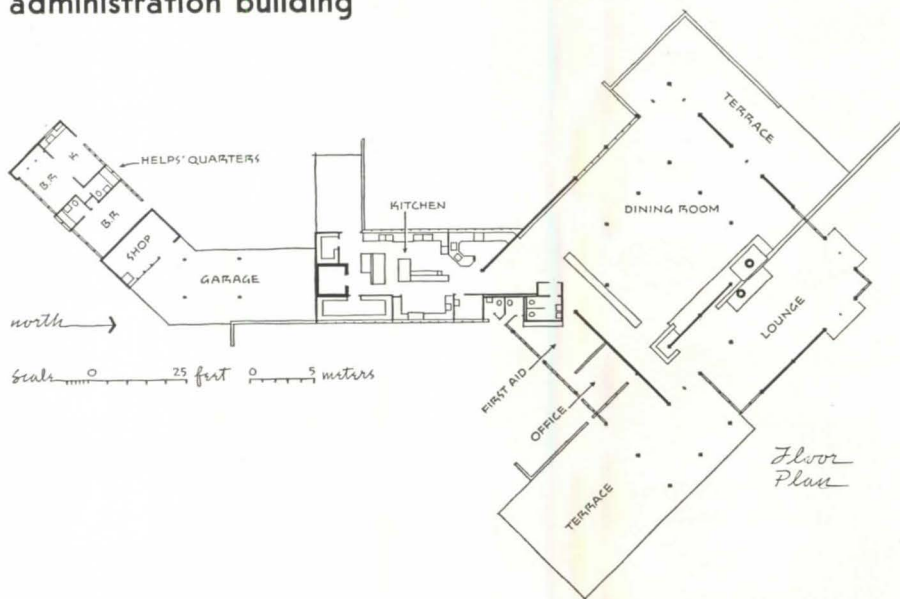 administration building
TERRACE
HELPS' QUARTERS
K
B.R
B.R
KITCHEN
DINING ROOM
SHOP
GARAGE
LOUNGE
north
scale 0 25 feet 0 5 meters
FIRST AID
OFFICE
TERRACE
Floor
Plan